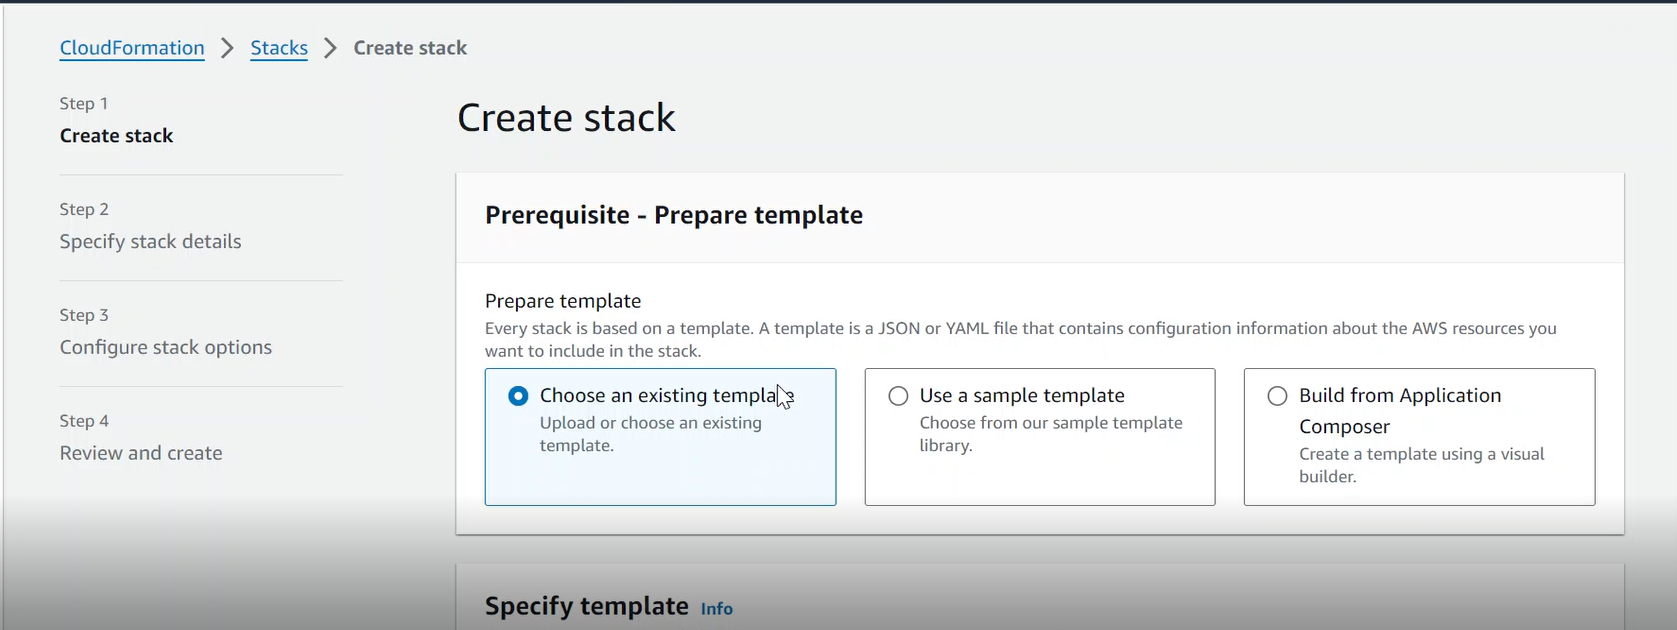 CloudFormation > Stacks > Create stack
Step 1
Create stack
Step 2
Specify stack details
Step 3
Configure stack options
Step 4
Review and create
Create stack
Prerequisite - Prepare template
Prepare template
Every stack is based on a template. A template is a JSON or YAML file that contains configuration information about the AWS resources you
want to include in the stack.
Choose an existing template
Upload or choose an existing
template.
Use a sample template
Choose from our sample template
library.
Build from Application
Composer
Create a template using a visual
builder.
Specify template Info